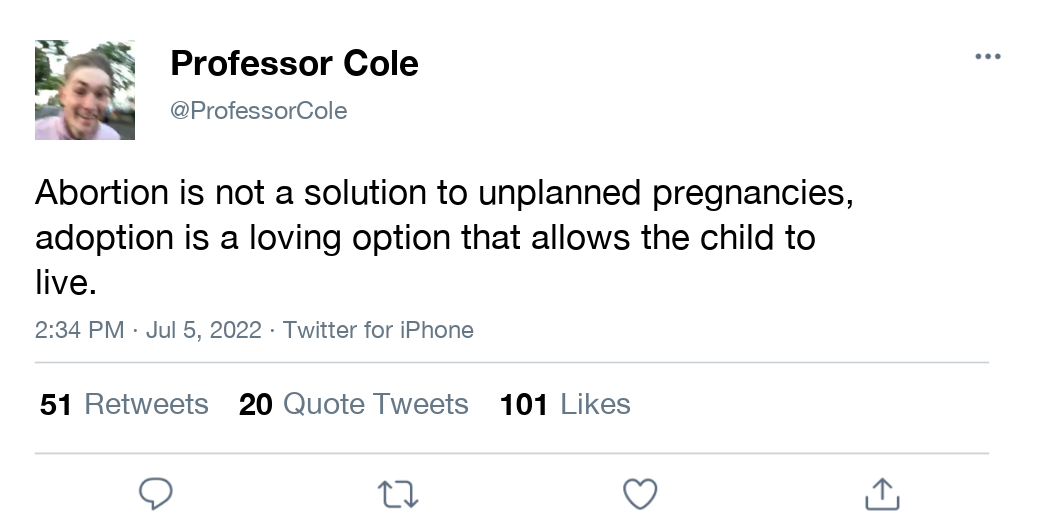 Professor Cole
@ProfessorCole
Abortion is not a solution to unplanned pregnancies,
adoption is a loving option that allows the child to
live.
2:34 PM · Jul 5, 2022 · Twitter for iPhone
51 Retweets 20 Quote Tweets 101 Likes